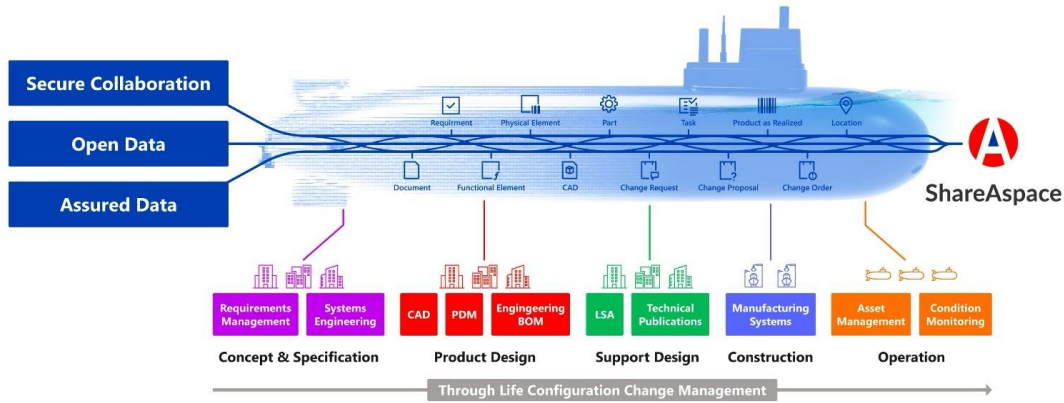 Secure Collaboration
Open Data
Assured Data
Requirment
Physical Element
Part
Task
Product as Realized
Location
Document
Functional Element
CAD
Change Request
Change Proposal
Change Order
ShareAspace
Requirements
Management
Systems
Engineering
CAD
PDM
Engingeering
BOM
LSA
Technical
Publications
Manufacturing
Systems
Asset
Management
Condition
Monitoring
Concept & Specification
Product Design
Support Design
Construction
Operation
Through Life Configuration Change Management